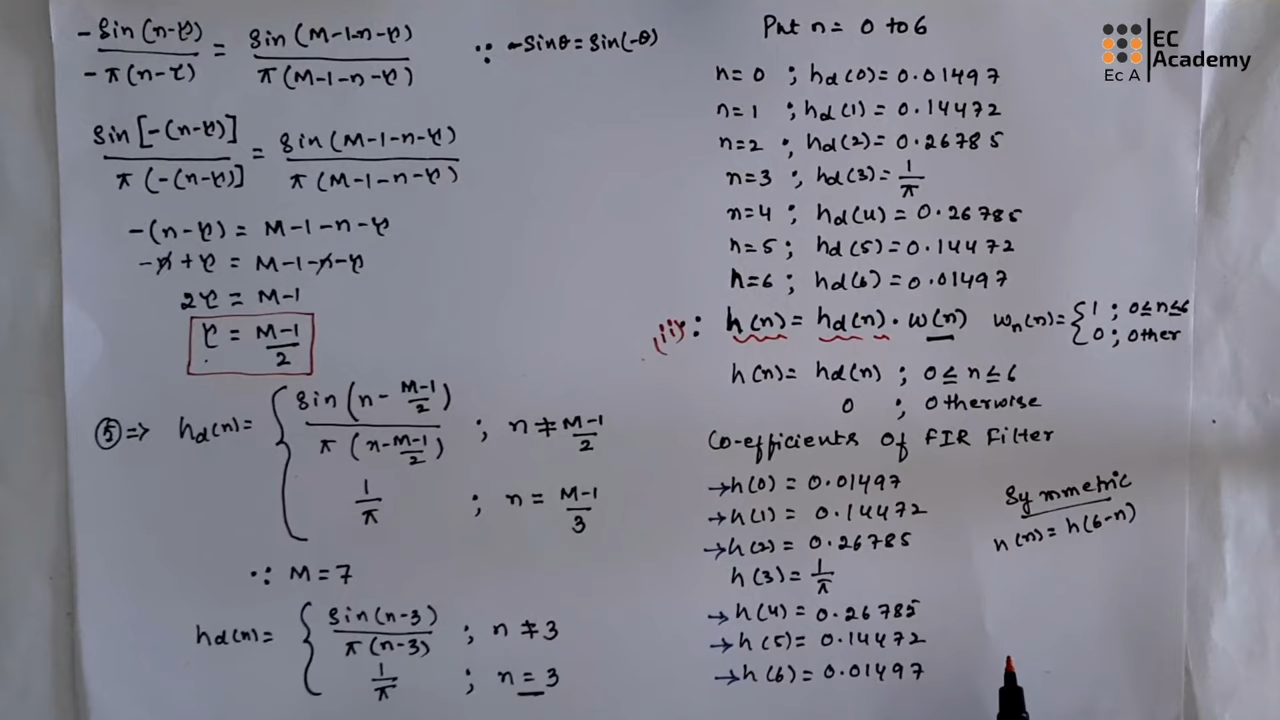 -sin(n-τ)/-π(n-τ) = sin(M-1-n-τ)/π(M-1-n-τ) ∵ -sinθ = sin(-θ)
sin[-(n-τ)]/π(-(n-τ)] = sin(M-1-n-τ)/π(M-1-n-τ)
-(n-τ) = M-1-n-τ
-n+τ = M-1-n-τ
2τ = M-1
τ = M-1/2
⑤⇒ hd(n) = { sin(n - M-1/2)/π(n - M-1/2) ; n ≠ M-1/2
1/π ; n = M-1/3
∵ M = 7
hd(n) = { sin(n-3)/π(n-3) ; n ≠ 3
1/π ; n = 3
Put n = 0 to 6
n=0 ; hd(0) = 0.01497
n=1 ; hd(1) = 0.14472
n=2 ; hd(2) = 0.26785
n=3 ; hd(3) = 1/π
n=4 ; hd(4) = 0.26785
n=5 ; hd(5) = 0.14472
n=6 ; hd(6) = 0.01497
(ii): h(n) = hd(n) · w(n) wn(n) = { 1 ; 0≤n≤6
0 ; other
h(n) = hd(n) ; 0 ≤ n ≤ 6
0 ; otherwise
Co-efficients of FIR Filter
→h(0) = 0.01497
→h(1) = 0.14472
→h(2) = 0.26785
h(3) = 1/π
→h(4) = 0.26785
→h(5) = 0.14472
→h(6) = 0.01497
Symmetric
h(n) = h(6-n)
EC
Academy
Ec A